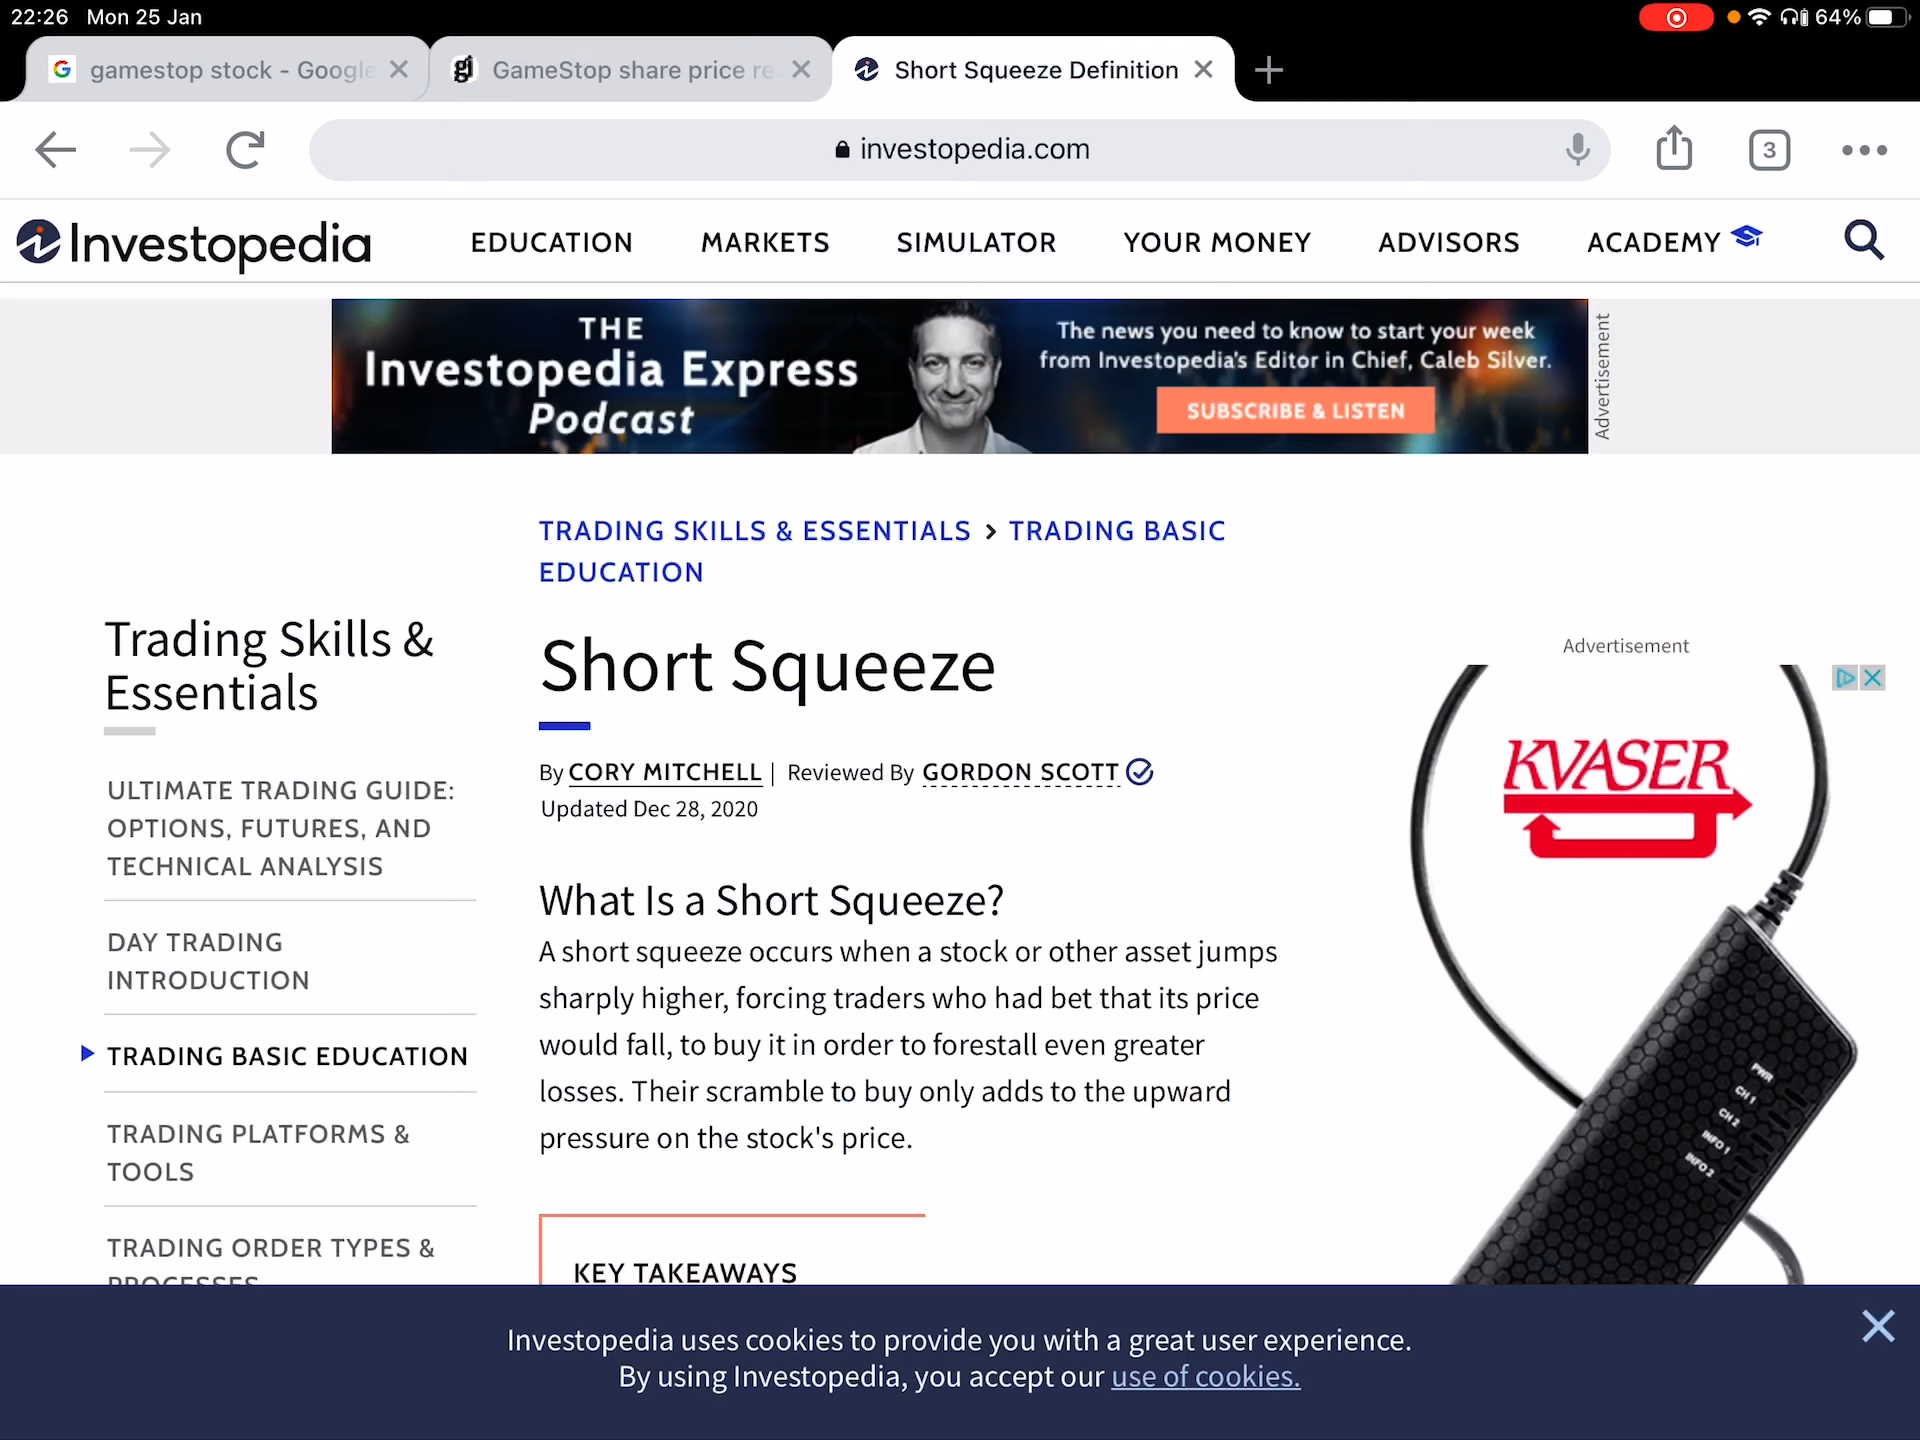 22:26 Mon 25 Jan
64%
gamestop stock - Google
GameStop share price re
Short Squeeze Definition
investopedia.com
3
Investopedia
EDUCATION
MARKETS
SIMULATOR
YOUR MONEY
ADVISORS
ACADEMY
THE
Investopedia Express
Podcast
The news you need to know to start your week
from Investopedia's Editor in Chief, Caleb Silver.
SUBSCRIBE & LISTEN
Advertisement
TRADING SKILLS & ESSENTIALS > TRADING BASIC
EDUCATION
Trading Skills &
Essentials
ULTIMATE TRADING GUIDE:
OPTIONS, FUTURES, AND
TECHNICAL ANALYSIS
DAY TRADING
INTRODUCTION
TRADING BASIC EDUCATION
TRADING PLATFORMS &
TOOLS
TRADING ORDER TYPES &
PROCESSES
Short Squeeze
By CORY MITCHELL | Reviewed By GORDON SCOTT
Updated Dec 28, 2020
What Is a Short Squeeze?
A short squeeze occurs when a stock or other asset jumps
sharply higher, forcing traders who had bet that its price
would fall, to buy it in order to forestall even greater
losses. Their scramble to buy only adds to the upward
pressure on the stock's price.
KEY TAKEAWAYS
Advertisement
KVASER
PWR
CH 1
CH 2
INFO 1
INFO 2
Investopedia uses cookies to provide you with a great user experience.
By using Investopedia, you accept our use of cookies.